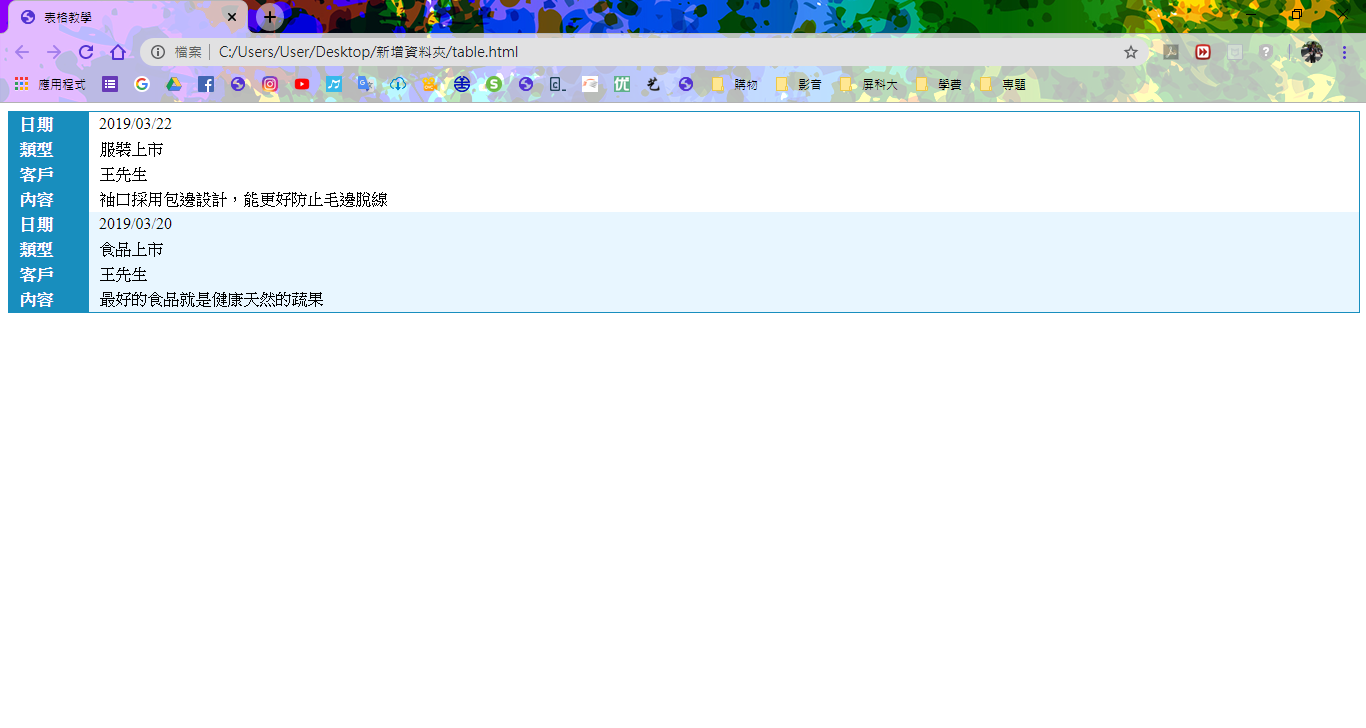 表格教學
檔案 C:/Users/User/Desktop/新增資料夾/table.html
應用程式 購物 影音 屏科大 學費 專題
日期 2019/03/22
類型 服裝上市
客戶 王先生
內容 袖口採用包邊設計，能更好防止毛邊脫線
日期 2019/03/20
類型 食品上市
客戶 王先生
內容 最好的食品就是健康天然的蔬果